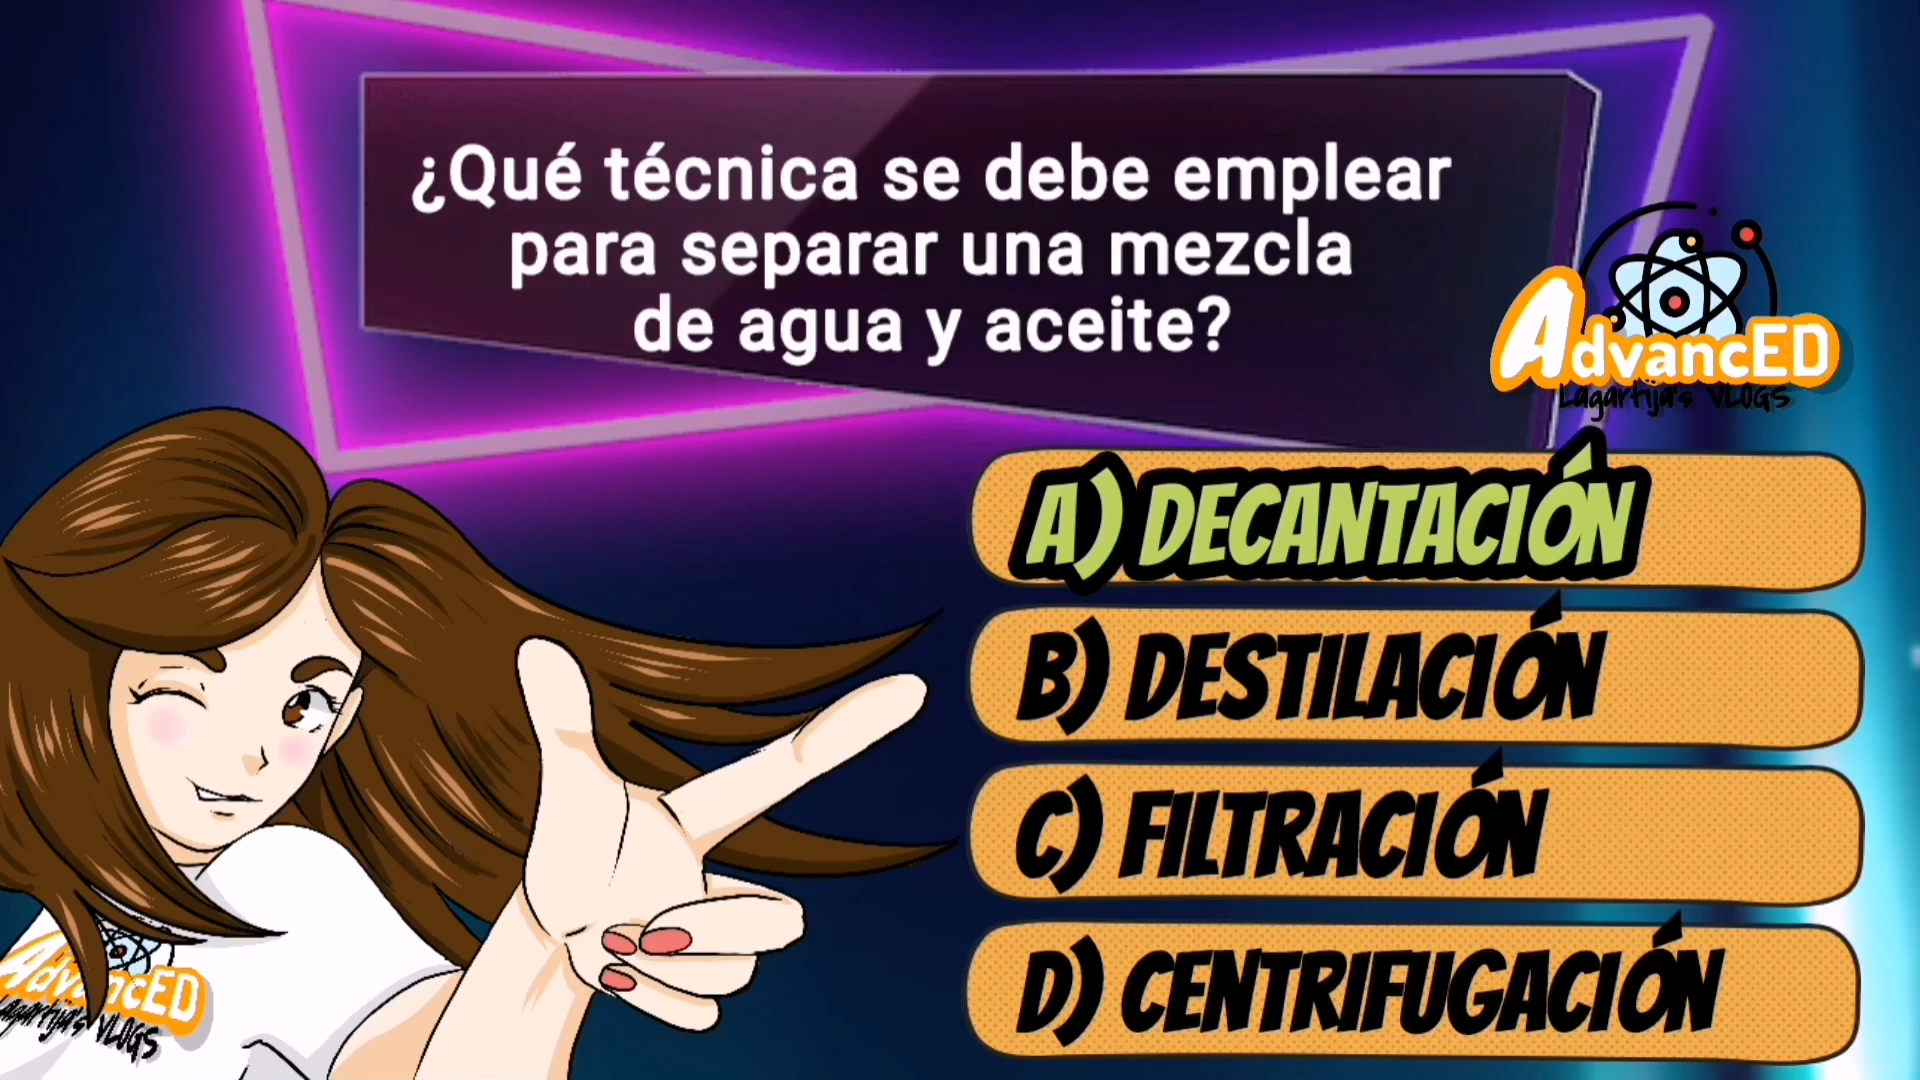 ¿Qué técnica se debe emplear
para separar una mezcla
de agua y aceite?
AdvancED
Lagartija's VLOGS
A) DECANTACIÓN
B) DESTILACIÓN
C) FILTRACIÓN
D) CENTRIFUGACIÓN
AdvancED
Lagartija's VLOGS